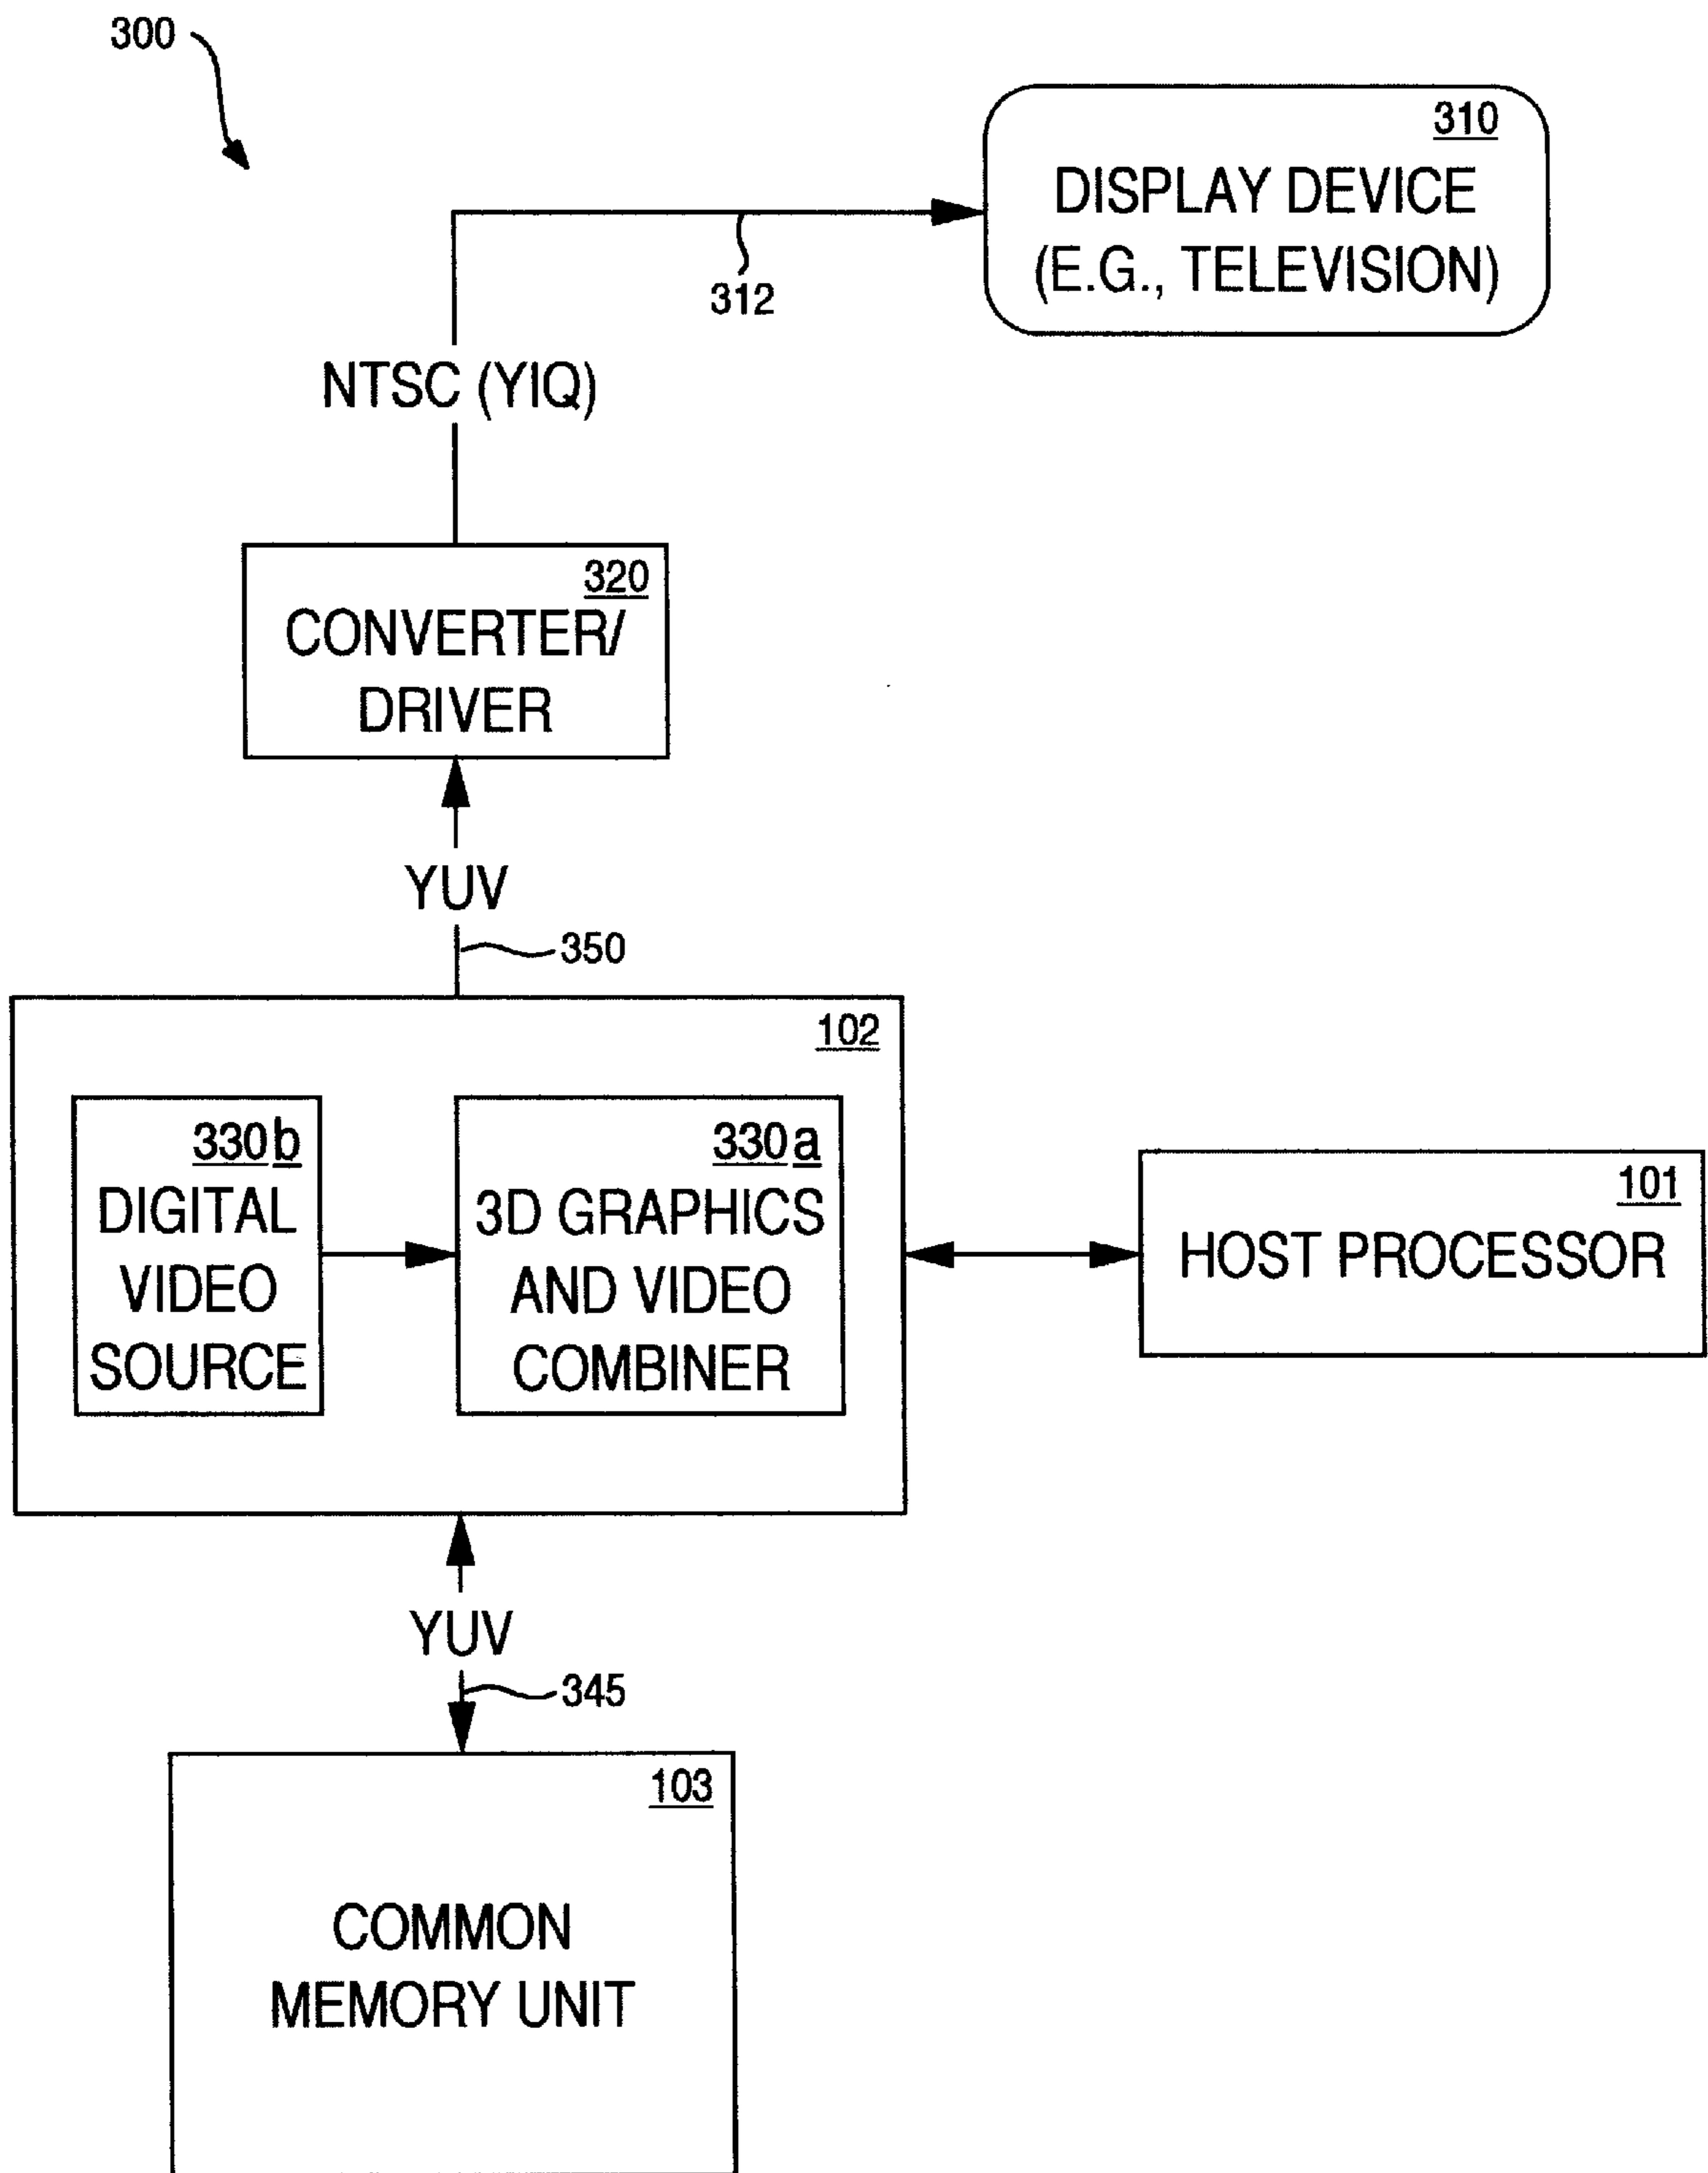 300
310
DISPLAY DEVICE
(E.G., TELEVISION)
312
NTSC (YIQ)
320
CONVERTER/
DRIVER
YUV
350
102
330b
DIGITAL
VIDEO
SOURCE
330a
3D GRAPHICS
AND VIDEO
COMBINER
101
HOST PROCESSOR
YUV
345
103
COMMON
MEMORY UNIT